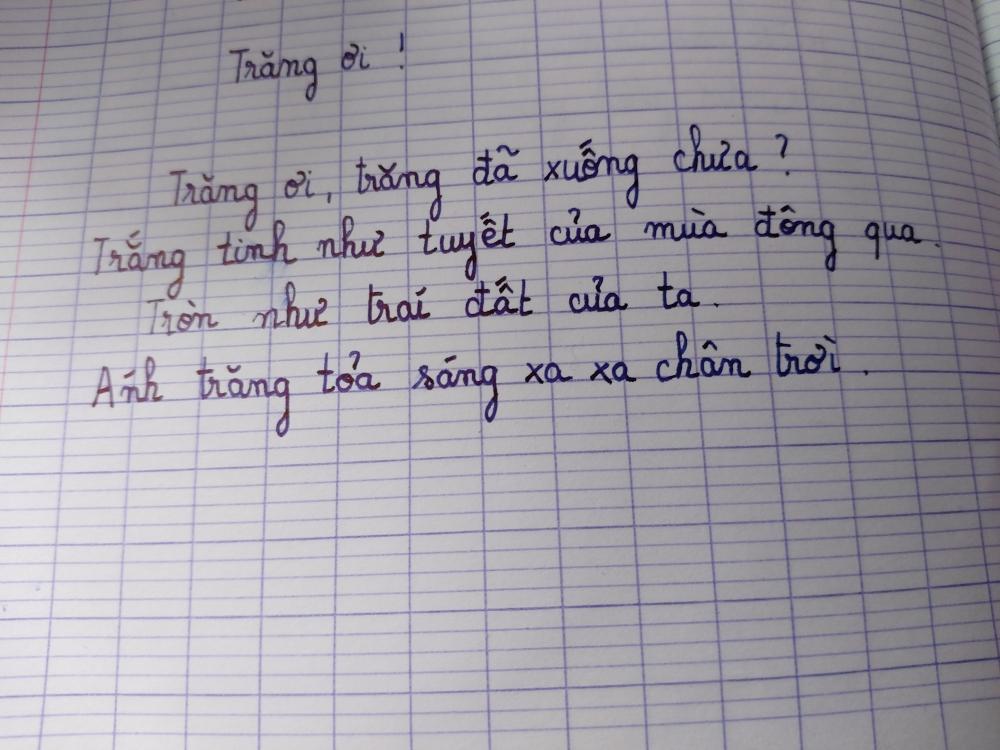 Trăng ơi !
Trăng ơi, trăng đã xuống chưa ?
Trắng tinh như tuyết của mùa đông qua.
Tròn như trái đất của ta.
Ánh trăng tỏa sáng xa xa chân trời.